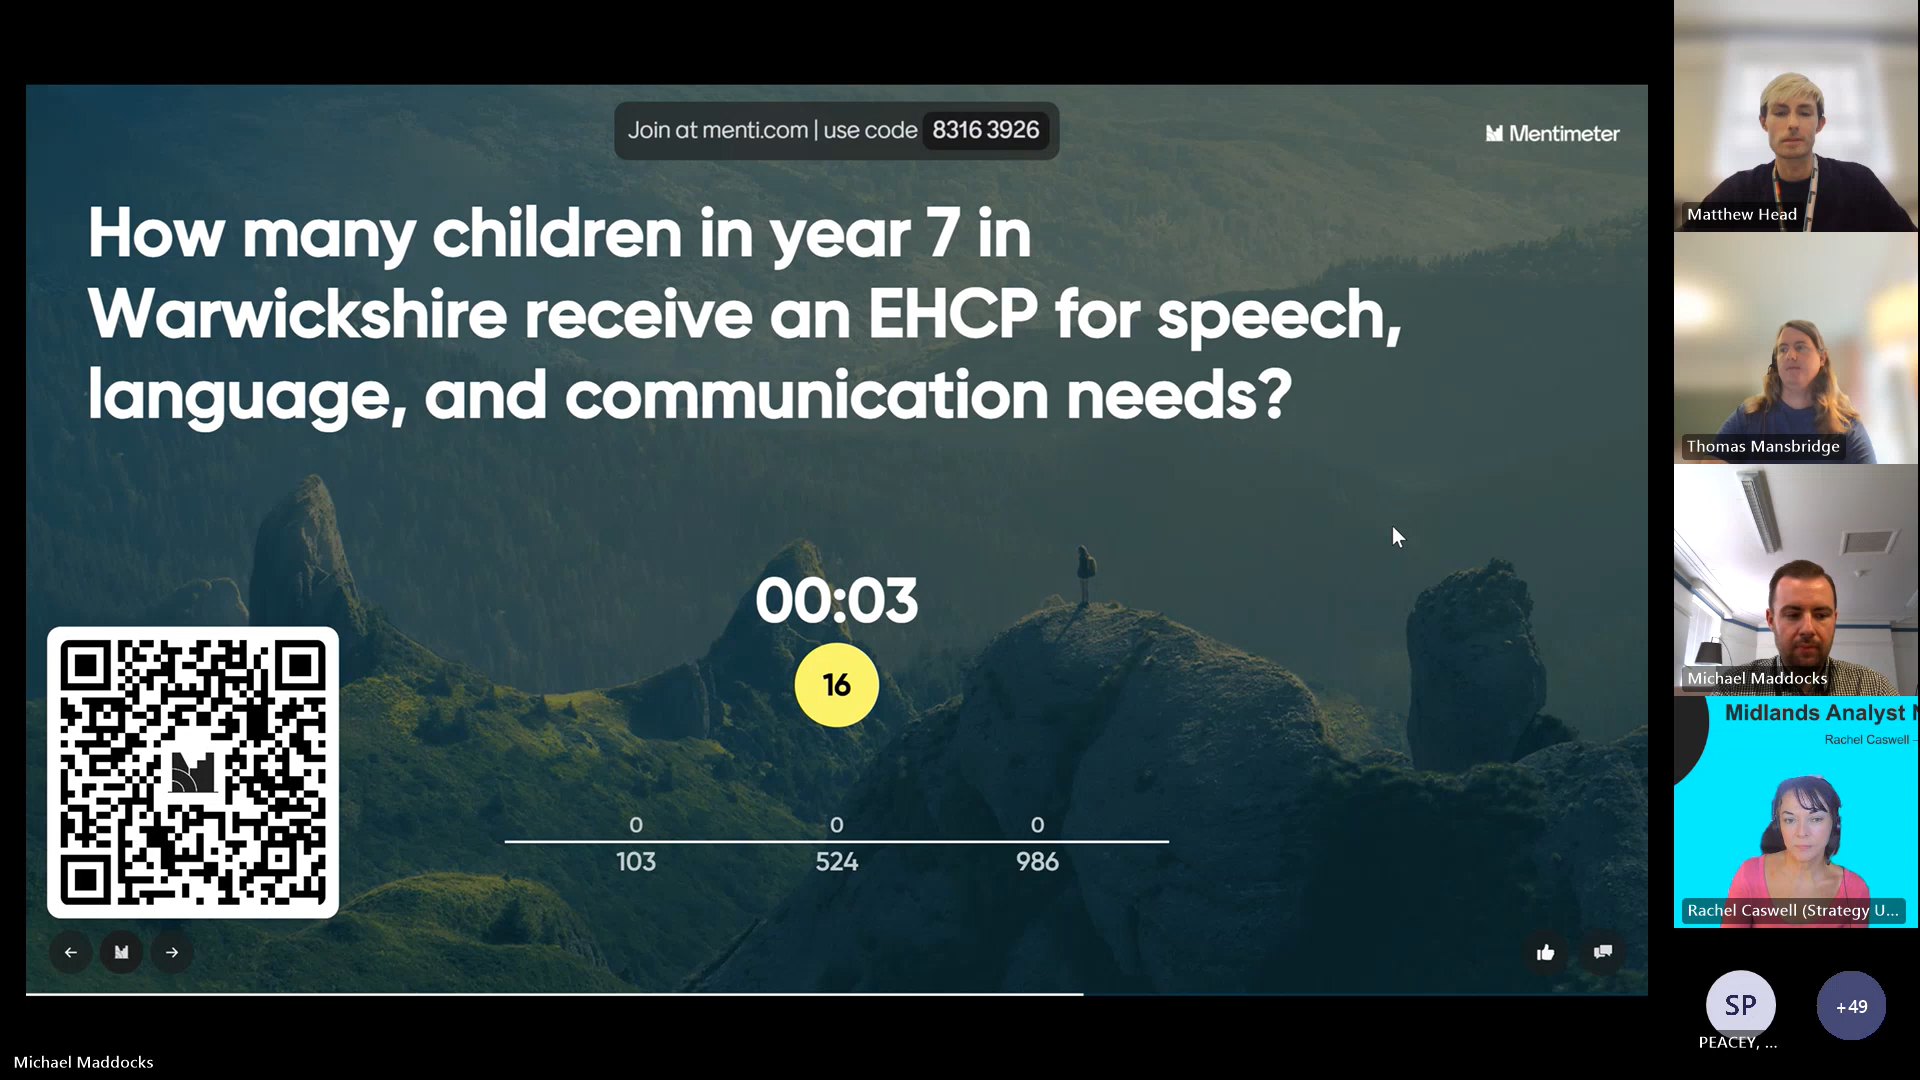 Join at menti.com | use code 8316 3926
Mentimeter
How many children in year 7 in
Warwickshire receive an EHCP for speech,
language, and communication needs?
00:03
16
0 0 0
103 524 986
Matthew Head
Thomas Mansbridge
Michael Maddocks
Midlands Analyst
Rachel Caswell –
Rachel Caswell (Strategy U...
SP
+49
PEACEY, ...
Michael Maddocks